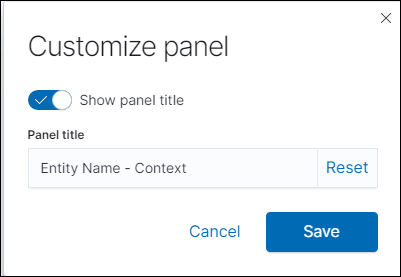 Customize panel
Show panel title
Panel title
Entity Name - Context
Reset
Cancel
Save